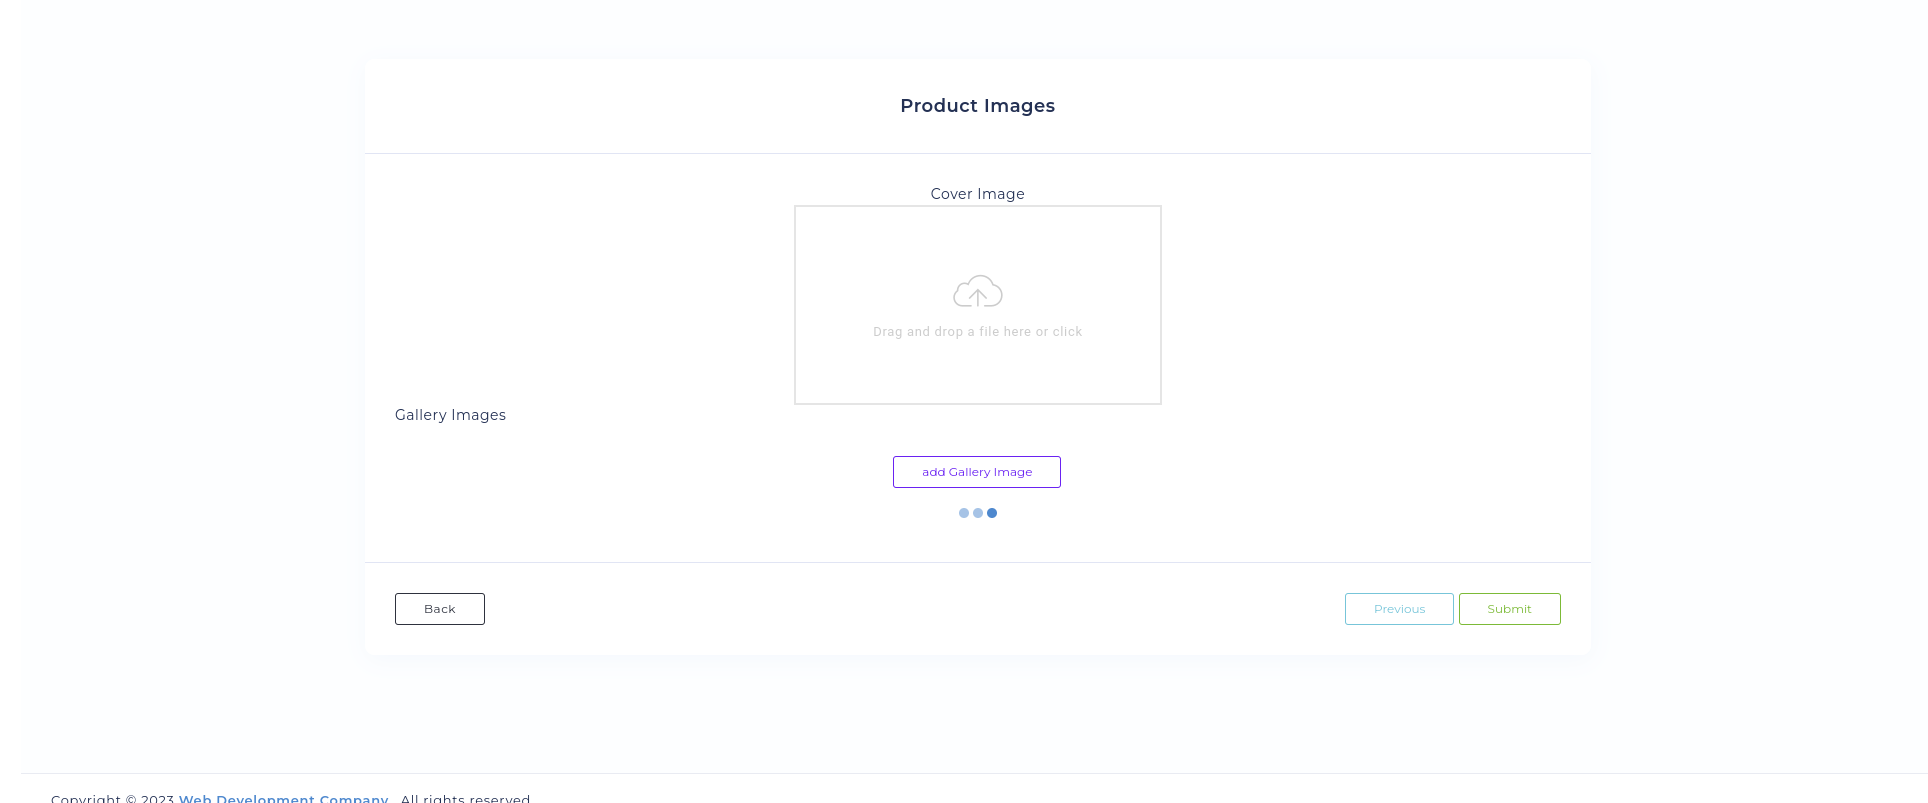 Product Images
Cover Image
Drag and drop a file here or click
Gallery Images
add Gallery Image
Back
Previous
Submit
Copyright © 2023 Web Development Company. All rights reserved.